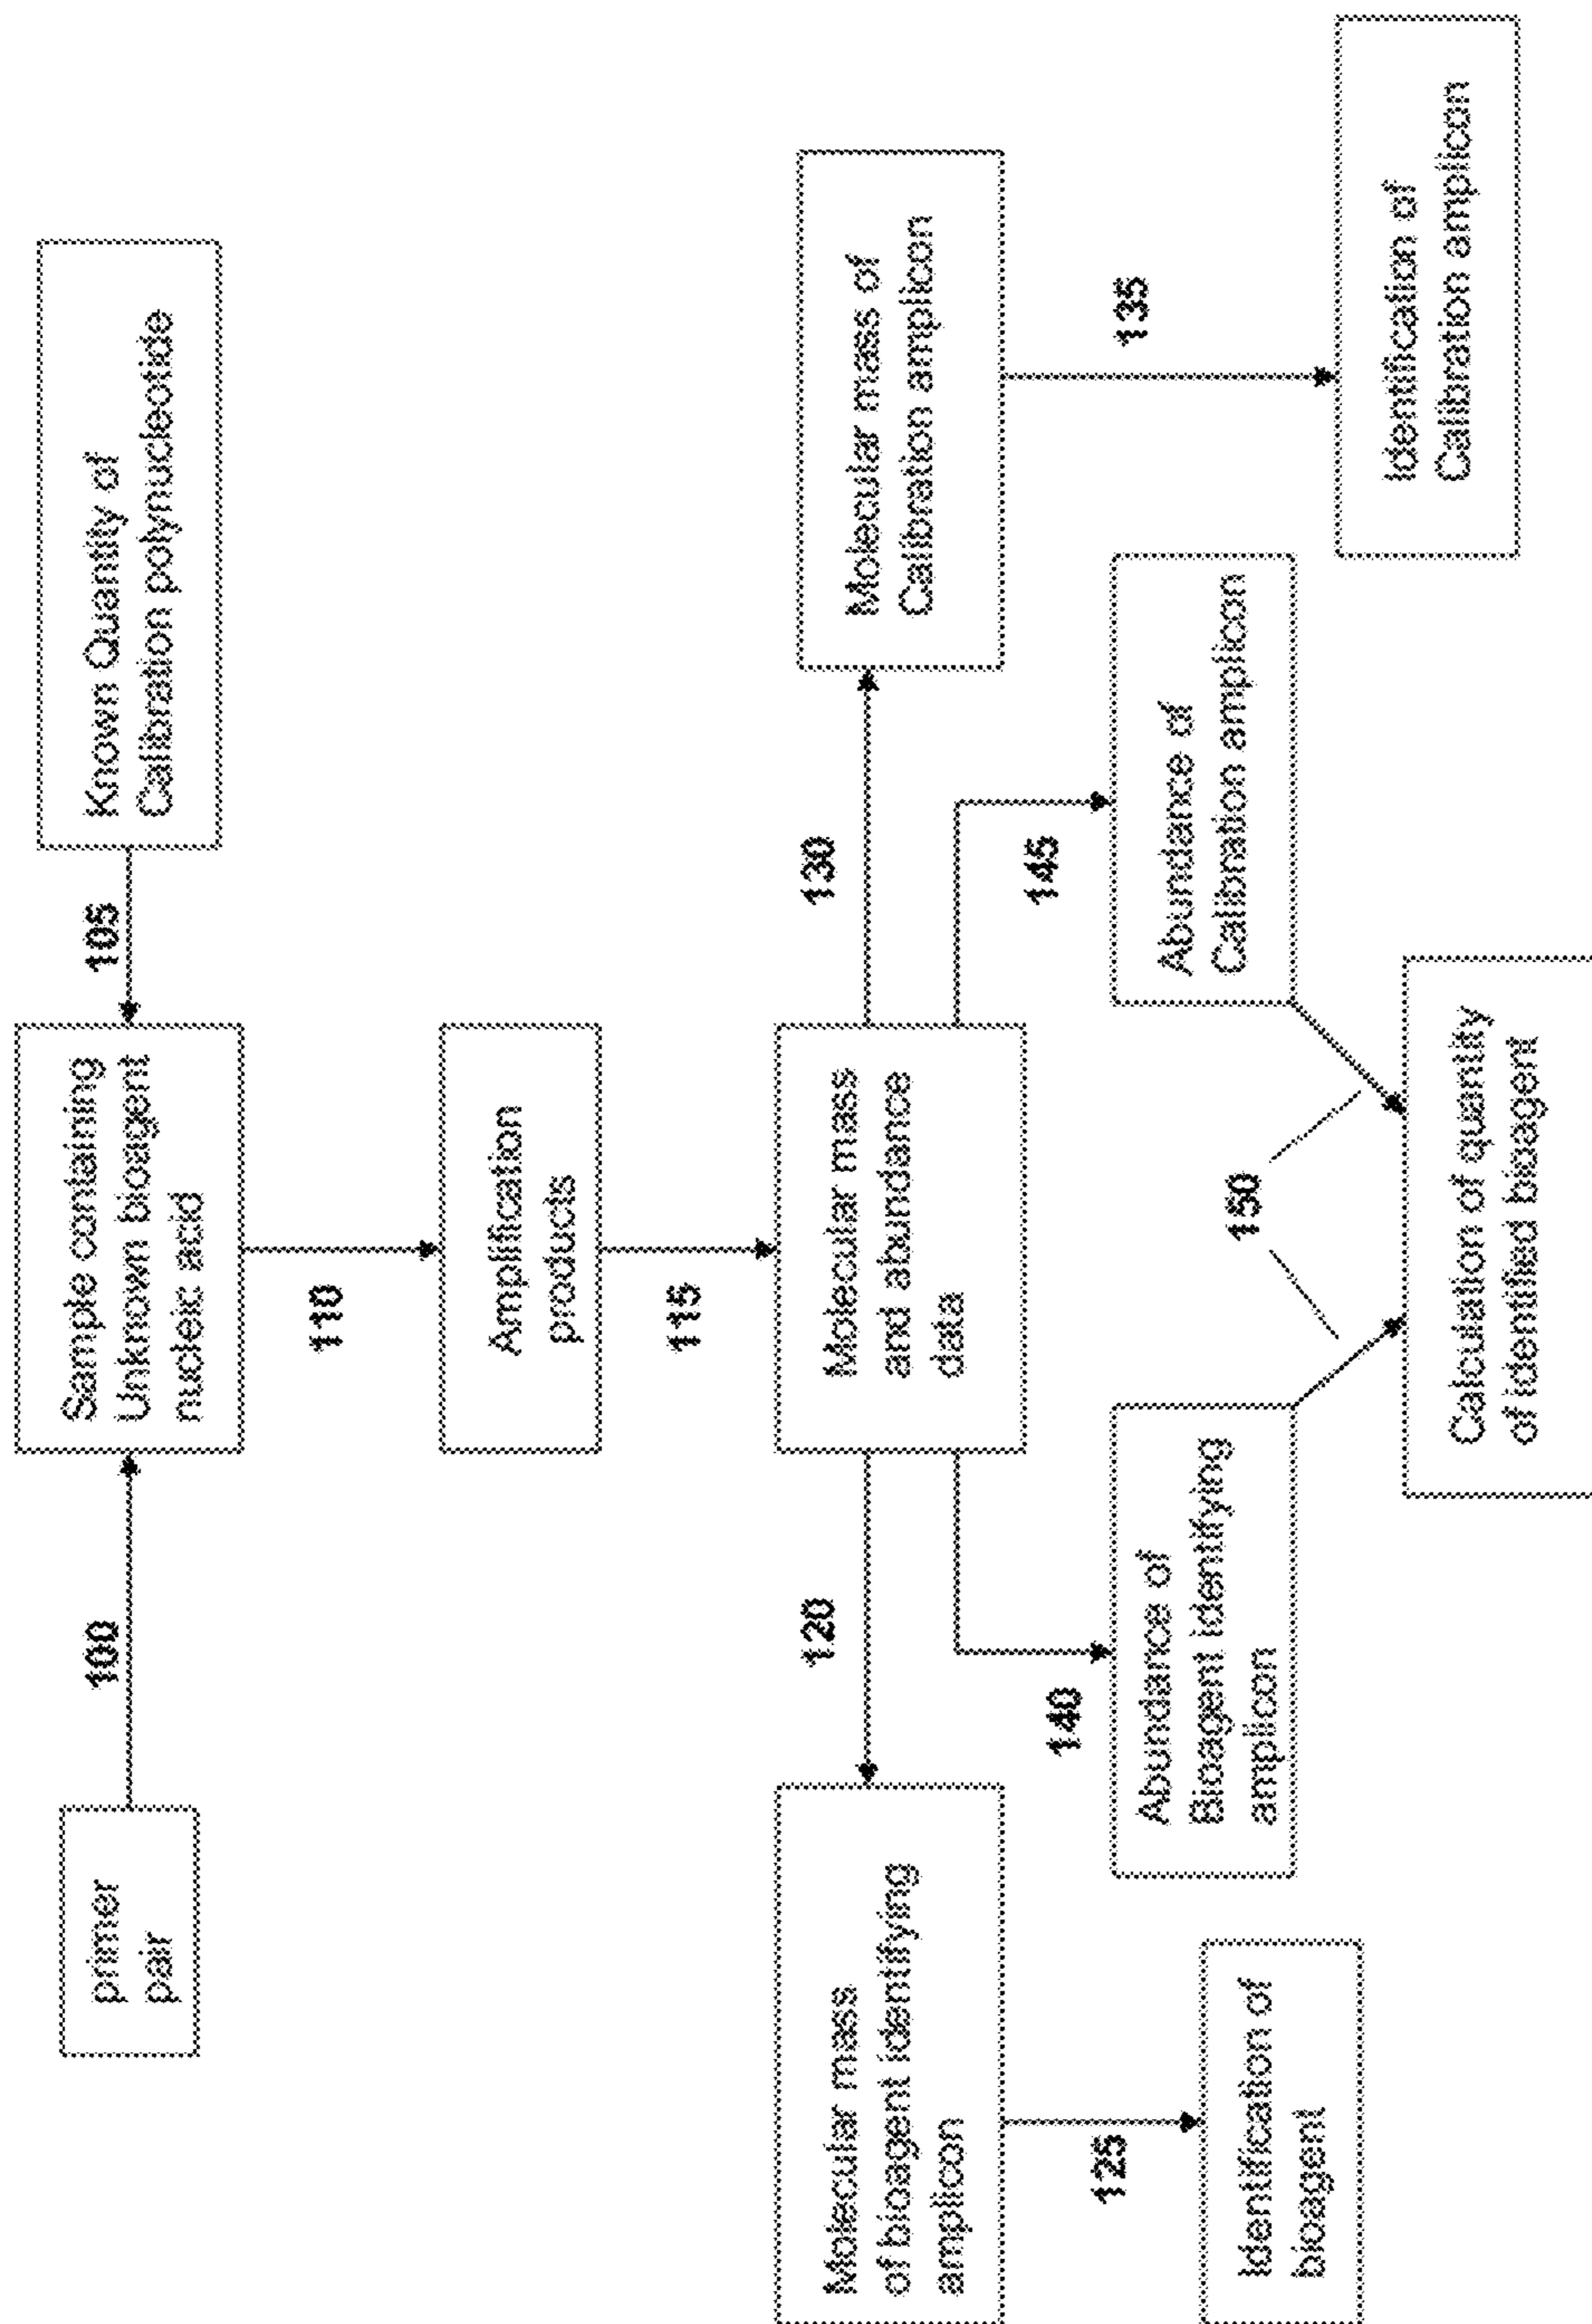 primer
pair
100
Sample containing
Unknown bioagent
nucleic acid
105
Known Quantity of
Calibration polynucleotide
110
Amplification
products
115
Molecular mass
and abundance
data
120
130
Molecular mass
of bioagent identifying
amplicon
Molecular mass of
Calibration amplicon
125
140
145
135
Abundance of
Bioagent identifying
amplicon
Abundance of
Calibration amplicon
Identification of
bioagent
150
Identification of
Calibration amplicon
Calculation of quantity
of identified bioagent